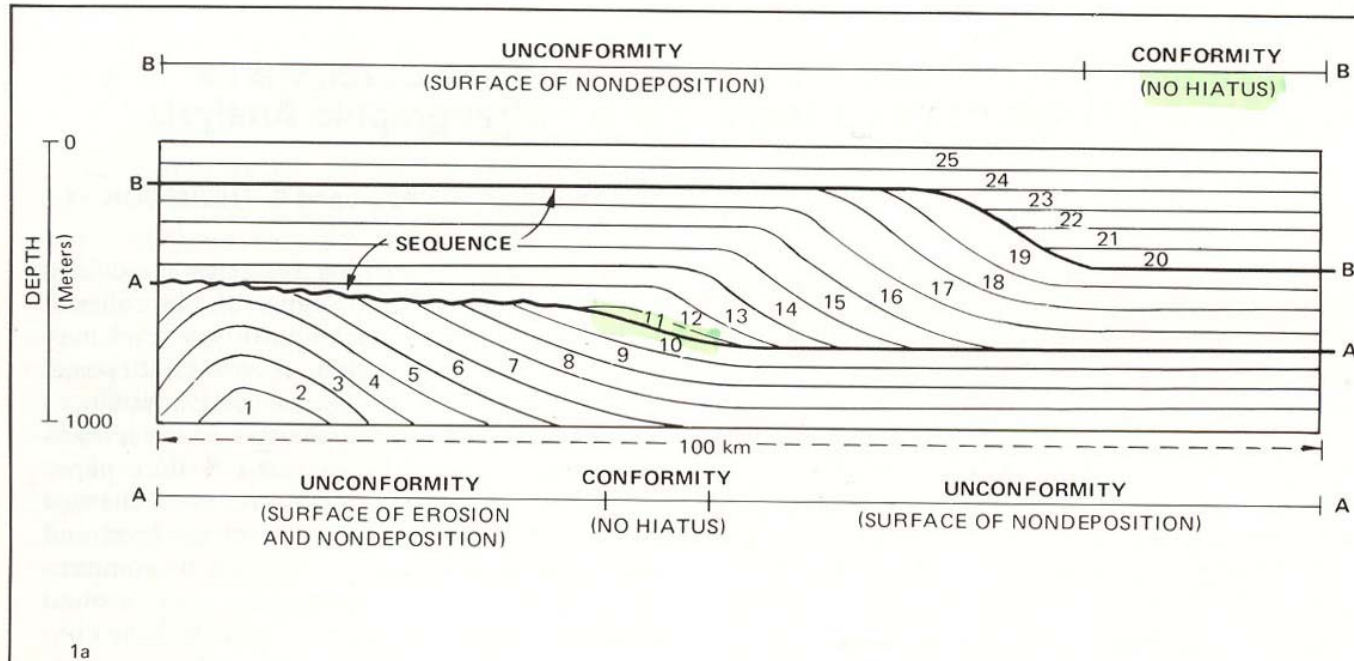 UNCONFORMITY
CONFORMITY
B
B
(SURFACE OF NONDEPOSITION)
(NO HIATUS)
0
25
B
24
23
SEQUENCE
22
21
19
20
B
DEPTH
(Meters)
A
18
17
16
15
14
13
12
11
10
A
9
8
7
6
5
4
3
2
1
1000
100 km
UNCONFORMITY
CONFORMITY
UNCONFORMITY
A
A
(SURFACE OF EROSION
AND NONDEPOSITION)
(NO HIATUS)
(SURFACE OF NONDEPOSITION)
1a